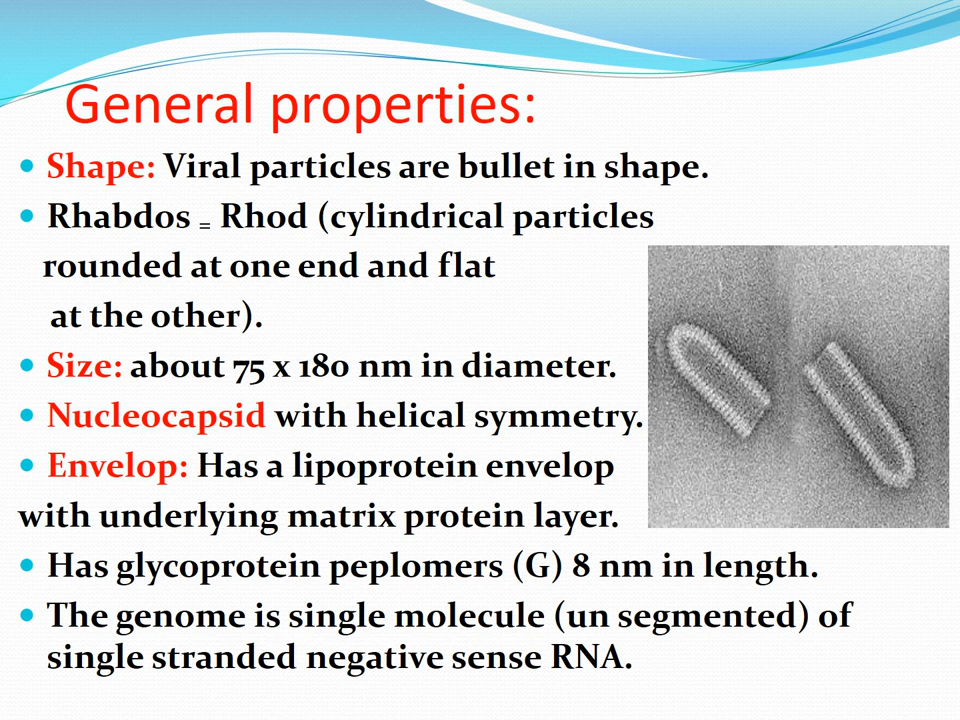 General properties:
• Shape: Viral particles are bullet in shape.
• Rhabdos = Rhod (cylindrical particles
rounded at one end and flat
at the other).
• Size: about 75 x 180 nm in diameter.
• Nucleocapsid with helical symmetry.
• Envelop: Has a lipoprotein envelop
with underlying matrix protein layer.
• Has glycoprotein peplomers (G) 8 nm in length.
• The genome is single molecule (un segmented) of
single stranded negative sense RNA.